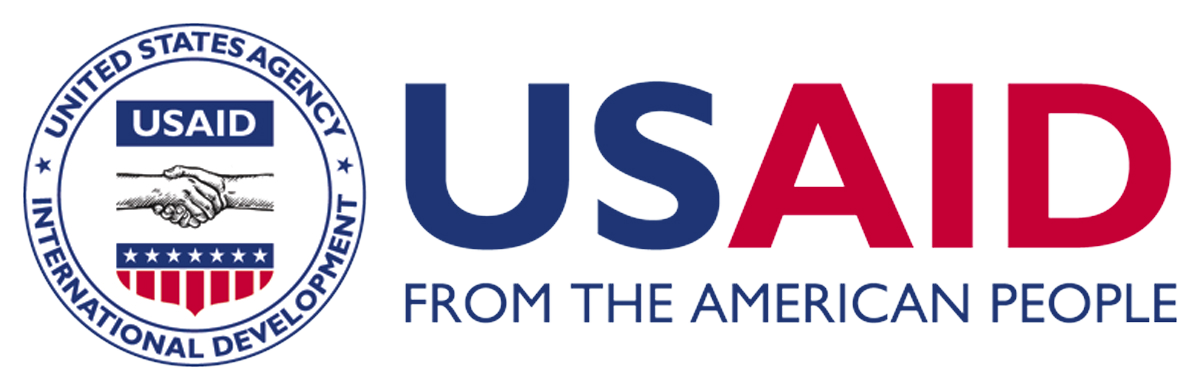 UNITED STATES AGENCY
USAID
INTERNATIONAL DEVELOPMENT
USAID
FROM THE AMERICAN PEOPLE